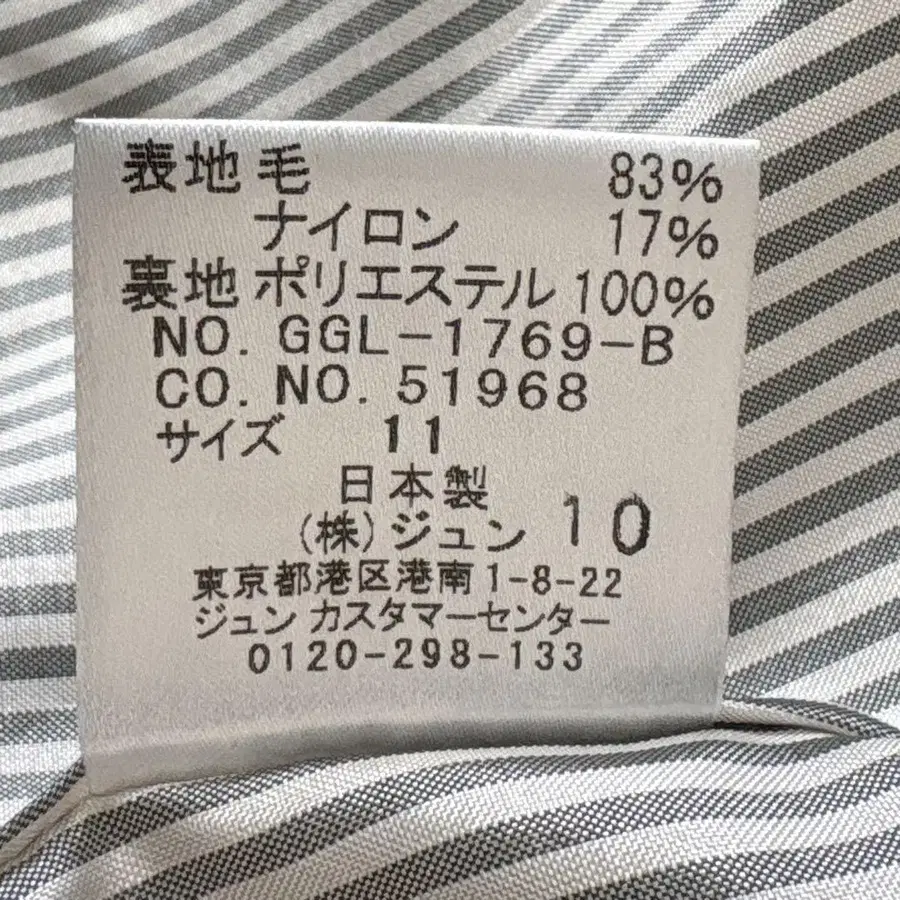 表地 毛 83%
ナイロン 17%
裏地 ポリエステル 100%
NO. GGL-1769-B
CO. NO. 51968
サイズ 11
日本製
(株)ジュン 10
東京都港区港南1-8-22
ジュン カスタマーセンター
0120-298-133